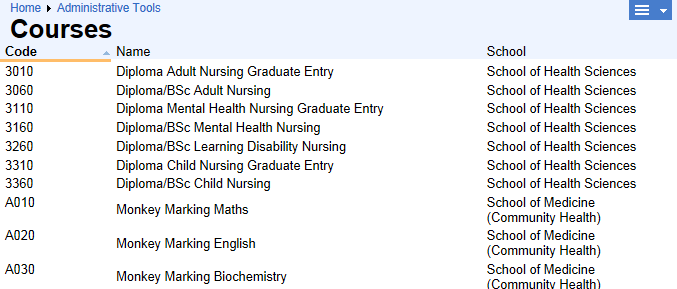 Home Administrative Tools
Courses
Code Name School
3010 Diploma Adult Nursing Graduate Entry School of Health Sciences
3060 Diploma/BSc Adult Nursing School of Health Sciences
3110 Diploma Mental Health Nursing Graduate Entry School of Health Sciences
3160 Diploma/BSc Mental Health Nursing School of Health Sciences
3260 Diploma/BSc Learning Disability Nursing School of Health Sciences
3310 Diploma Child Nursing Graduate Entry School of Health Sciences
3360 Diploma/BSc Child Nursing School of Health Sciences
A010 Monkey Marking Maths School of Medicine
(Community Health)
A020 Monkey Marking English School of Medicine
(Community Health)
A030 Monkey Marking Biochemistry School of Medicine
(Community Health)